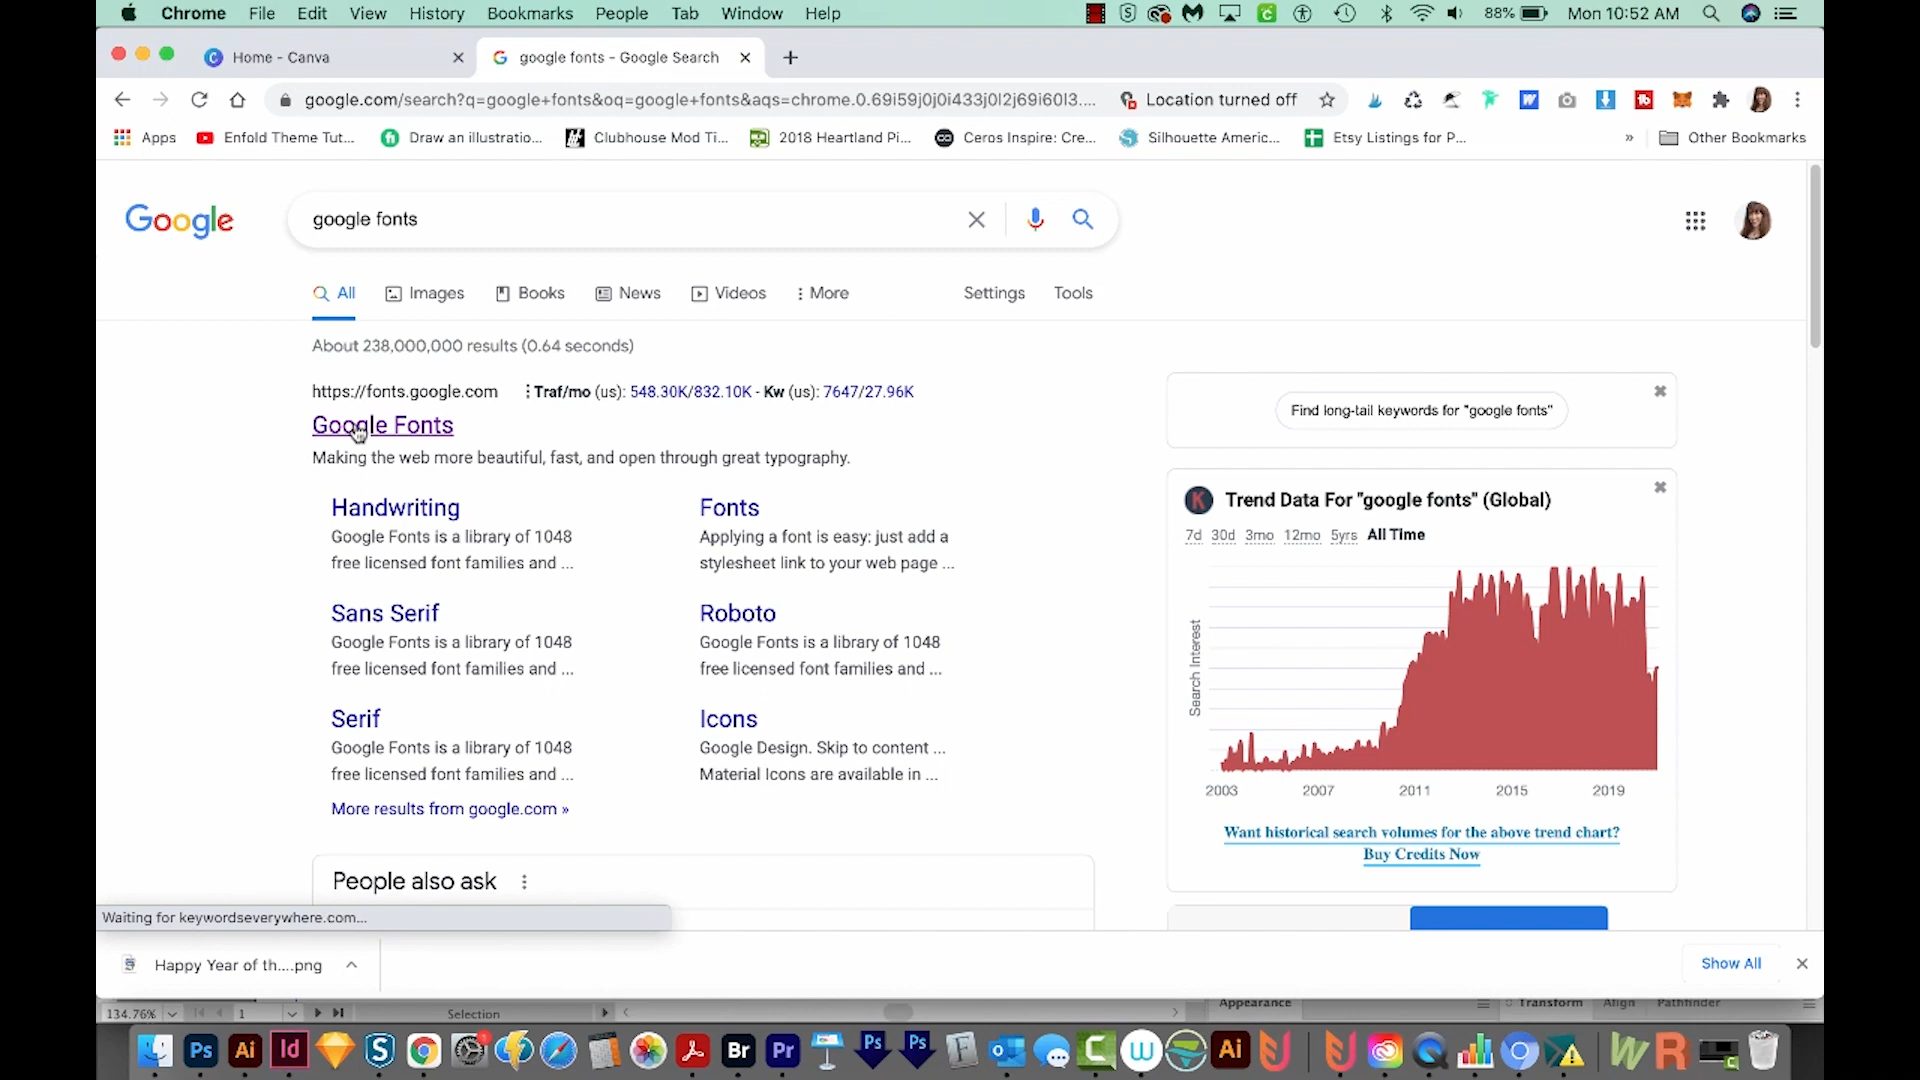 Chrome File Edit View History Bookmarks People Tab Window Help 88% Mon 10:52 AM
Home - Canva google fonts - Google Search
google.com/search?q=google+fonts&oq=google+fonts&aqs=chrome.0.69i59j0j0i433j0l2j69i60l3.... Location turned off
Apps Enfold Theme Tut... Draw an illustratio... Clubhouse Mod Ti... 2018 Heartland Pi... Ceros Inspire: Cre... Silhouette Americ... Etsy Listings for P... » Other Bookmarks
Google google fonts
All Images Books News Videos More Settings Tools
About 238,000,000 results (0.64 seconds)
https://fonts.google.com Traf/mo (us): 548.30K/832.10K - Kw (us): 7647/27.96K
Google Fonts
Making the web more beautiful, fast, and open through great typography.
Handwriting
Google Fonts is a library of 1048
free licensed font families and ...
Fonts
Applying a font is easy: just add a
stylesheet link to your web page ...
Sans Serif
Google Fonts is a library of 1048
free licensed font families and ...
Roboto
Google Fonts is a library of 1048
free licensed font families and ...
Serif
Google Fonts is a library of 1048
free licensed font families and ...
Icons
Google Design. Skip to content ...
Material Icons are available in ...
More results from google.com »
People also ask
Find long-tail keywords for "google fonts"
Trend Data For "google fonts" (Global)
7d 30d 3mo 12mo 5yrs All Time
Search Interest
2003 2007 2011 2015 2019
Want historical search volumes for the above trend chart?
Buy Credits Now
Waiting for keywordseverywhere.com...
Happy Year of th....png Show All
134.76% 1 Selection Appearance Transform Align Pathfinder
Ps Ai Id S Br Pr Ps Ps W Ai W R